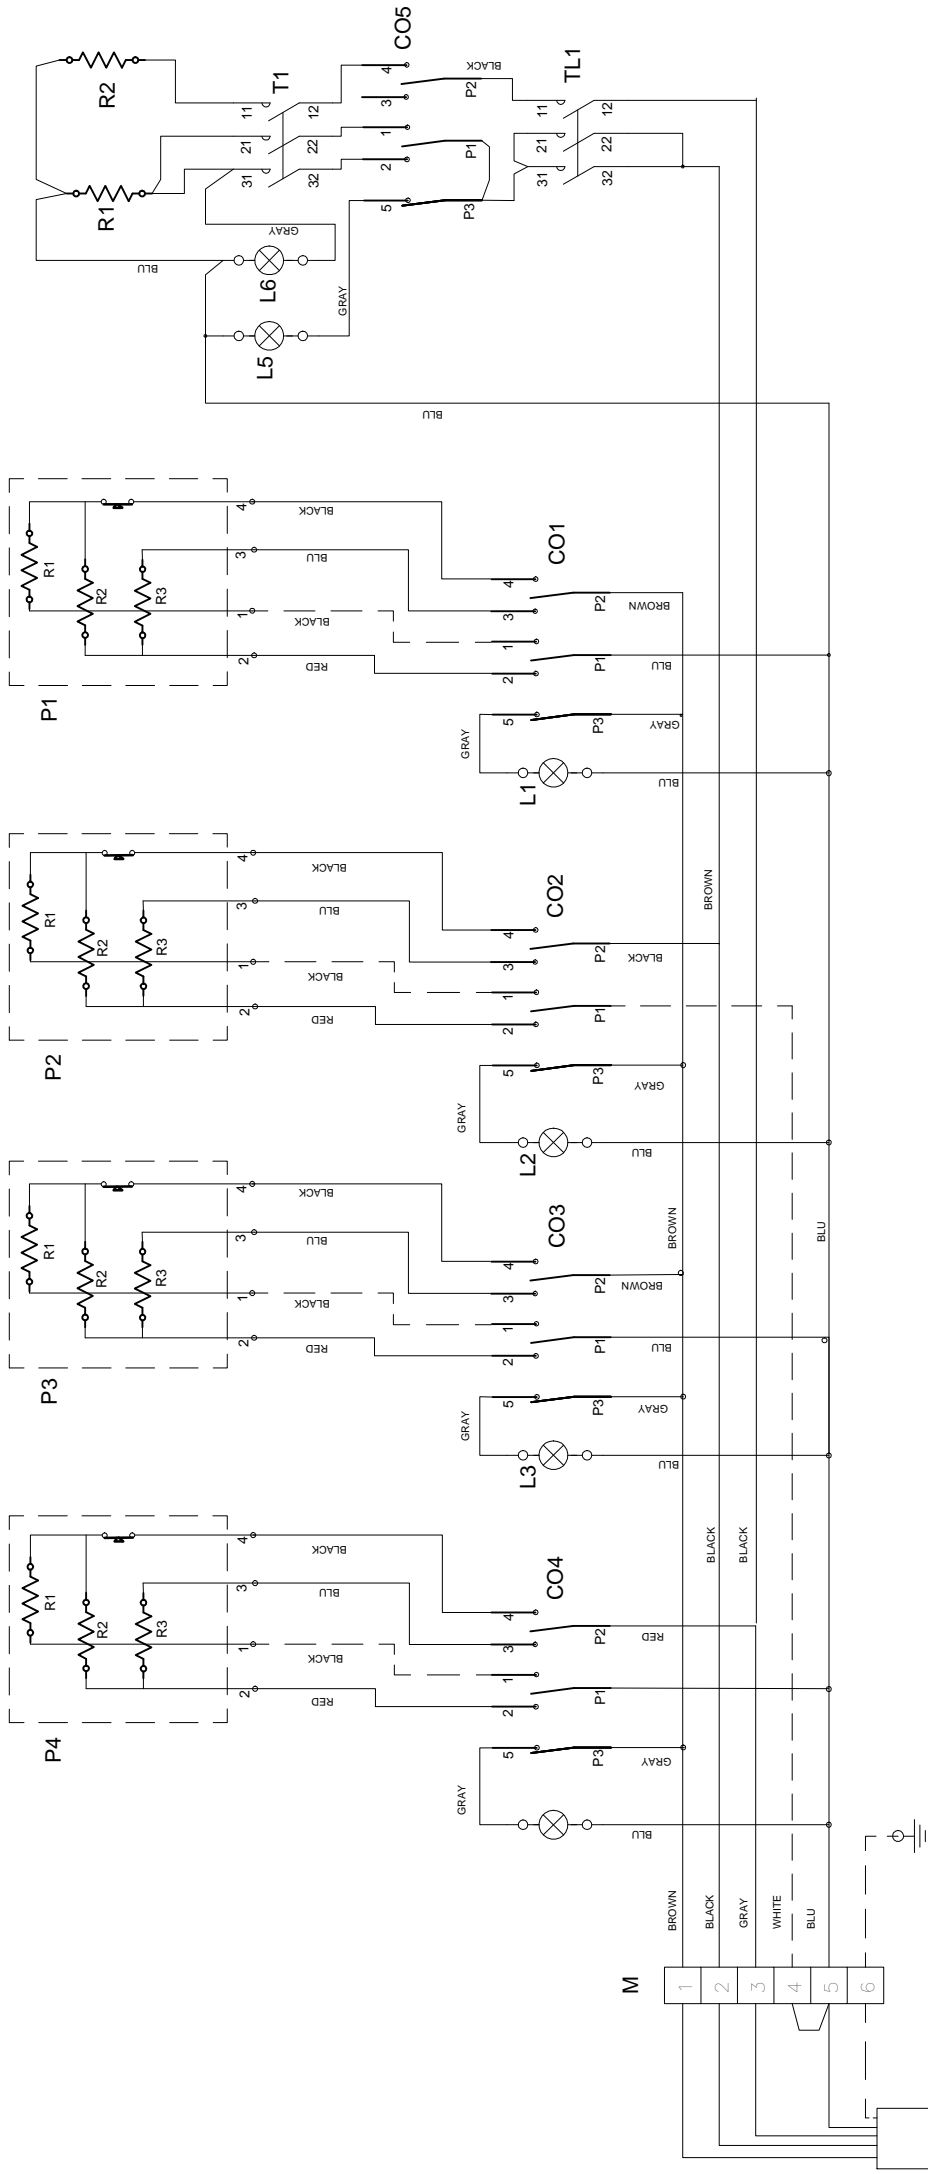 R2
R1
T1
11
12
21
22
31
32
CO5
4
3
1
2
5
P2
P1
P3
BLACK
TL1
11
12
21
22
31
32
BLU
GRAY
L6
L5
GRAY
BLU
P1
R1
R2
R3
4
3
1
2
BLACK
BLU
BLACK
RED
CO1
4
3
1
2
5
P2
P1
P3
BROWN
BLU
GRAY
GRAY
L1
BLU
P2
R1
R2
R3
4
3
1
2
BLACK
BLU
BLACK
RED
CO2
4
3
1
2
5
P2
P1
P3
BLACK
GRAY
GRAY
L2
BLU
BROWN
P3
R1
R2
R3
4
3
1
2
BLACK
BLU
BLACK
RED
CO3
4
3
1
2
5
P2
P1
P3
BROWN
BLU
GRAY
GRAY
L3
BLU
BROWN
BLU
P4
R1
R2
R3
4
3
1
2
BLACK
BLU
BLACK
RED
CO4
4
3
1
2
5
P2
P1
P3
RED
GRAY
GRAY
BLU
BLACK
BLACK
BROWN
BLACK
GRAY
WHITE
BLU
M
1
2
3
4
5
6